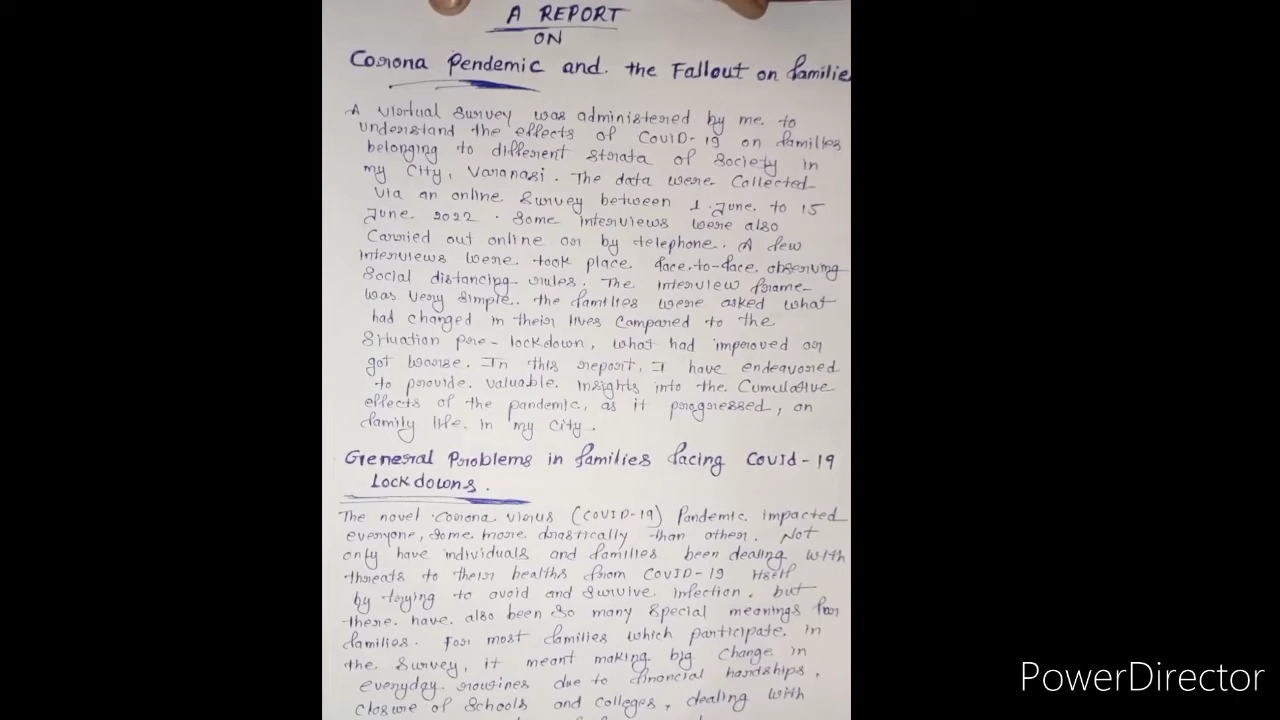 A REPORT
ON
Corona Pendemic and the Fallout on familie
A virtual survey was administered by me to
understand the effects of COVID-19 on families
belonging to different strata of society in
my city, Varanasi. The data were collected
via an online survey between 1 June to 15
June 2022. Some interviews were also
carried out online or by telephone. A few
interviews were took place face-to-face observing
social distancing rules. The interview frame
was very simple. the families were asked what
had changed in their lives compared to the
situation pre-lockdown, what had improved or
got worse. In this report, I have endeavored
to provide valuable insights into the cumulative
effects of the pandemic, as it progressed, on
family life in my city.
General Problems in families facing Covid-19
Lockdowns.
The novel corona virus (COVID-19) Pandemic impacted
everyone, some more drastically than other. Not
only have individuals and families been dealing with
threats to their healths from COVID-19 itself
by trying to avoid and survive infection. but
there have also been so many special meanings for
families. For most families which participate in
the survey, it meant making big change in
everyday routines due to financial hardships,
closure of schools and colleges, dealing with
PowerDirector